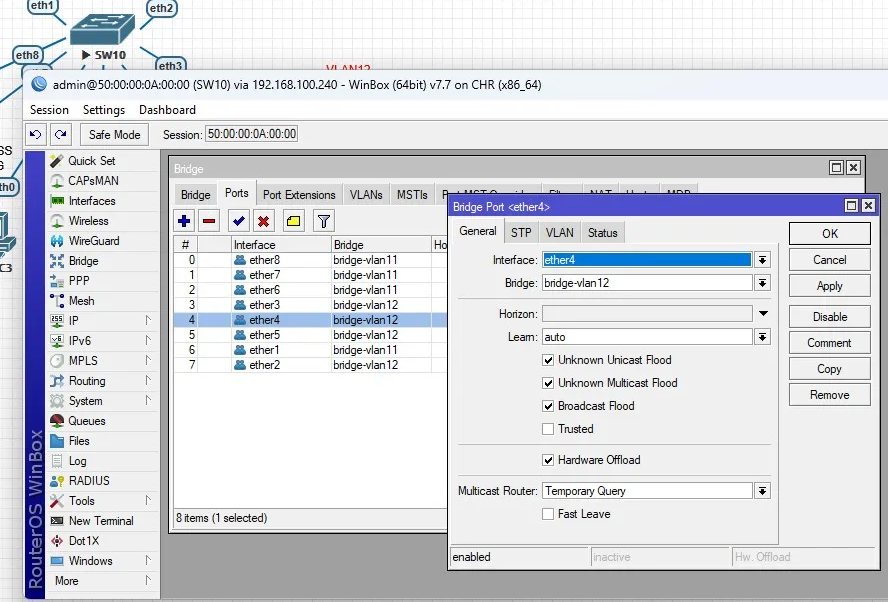 eth1
eth2
SW10
eth8
eth3
VLAN12
admin@50:00:00:0A:00:00 (SW10) via 192.168.100.240 - WinBox (64bit) v7.7 on CHR (x86_64)
Session Settings Dashboard
Safe Mode Session: 50:00:00:0A:00:00
SS
G
th0
C3
RouterOS WinBox
Quick Set
CAPsMAN
Interfaces
Wireless
WireGuard
Bridge
PPP
Mesh
IP
IPv6
MPLS
Routing
System
Queues
Files
Log
RADIUS
Tools
New Terminal
Dot1X
Windows
More
Bridge
Bridge Ports Port Extensions VLANs MSTIs
# Interface Bridge Ho
0 ether8 bridge-vlan11
1 ether7 bridge-vlan11
2 ether6 bridge-vlan11
3 ether3 bridge-vlan12
4 ether4 bridge-vlan12
5 ether5 bridge-vlan12
6 ether1 bridge-vlan11
7 ether2 bridge-vlan12
8 items (1 selected)
Bridge Port <ether4>
General STP VLAN Status
Interface: ether4
Bridge: bridge-vlan12
Horizon:
Learn: auto
Unknown Unicast Flood
Unknown Multicast Flood
Broadcast Flood
Trusted
Hardware Offload
Multicast Router: Temporary Query
Fast Leave
OK
Cancel
Apply
Disable
Comment
Copy
Remove
enabled inactive Hw. Offload